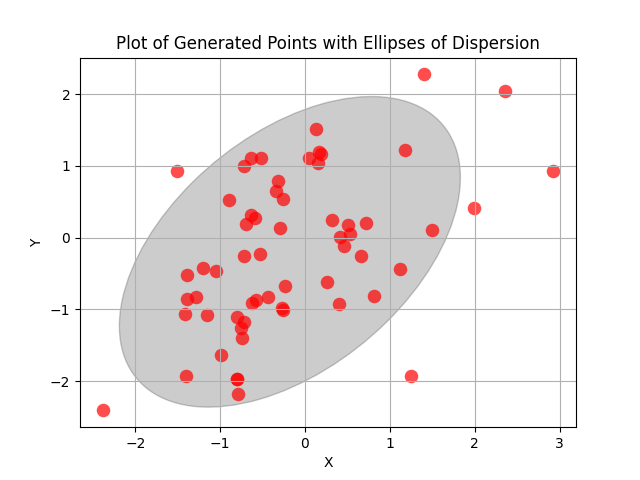 Plot of Generated Points with Ellipses of Dispersion
2
1
0
−1
−2
Y
−2 −1 0 1 2 3
X